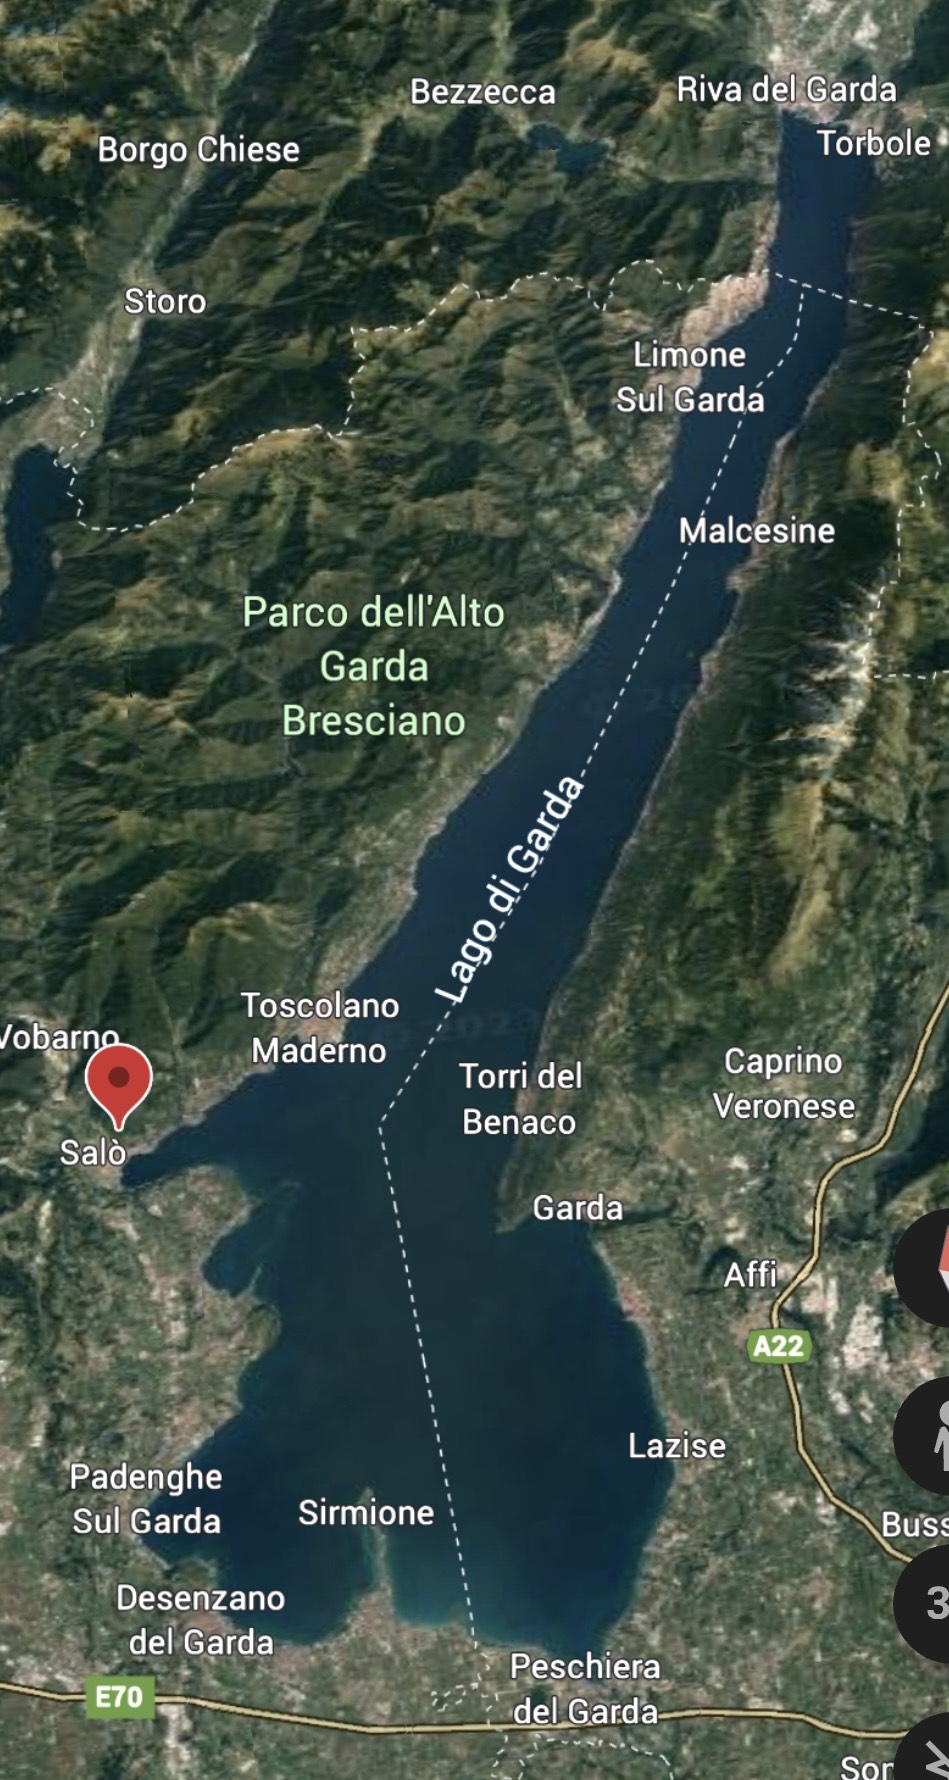 Bezzecca
Riva del Garda
Borgo Chiese
Torbole
Storo
Limone
Sul Garda
Malcesine
Parco dell'Alto
Garda
Bresciano
Lago di Garda
Toscolano
Maderno
Vobarno
Torri del
Benaco
Caprino
Veronese
Salò
Garda
Affi
A22
Lazise
Padenghe
Sul Garda
Sirmione
Buss
Desenzano
del Garda
3
Peschiera
del Garda
E70
Son